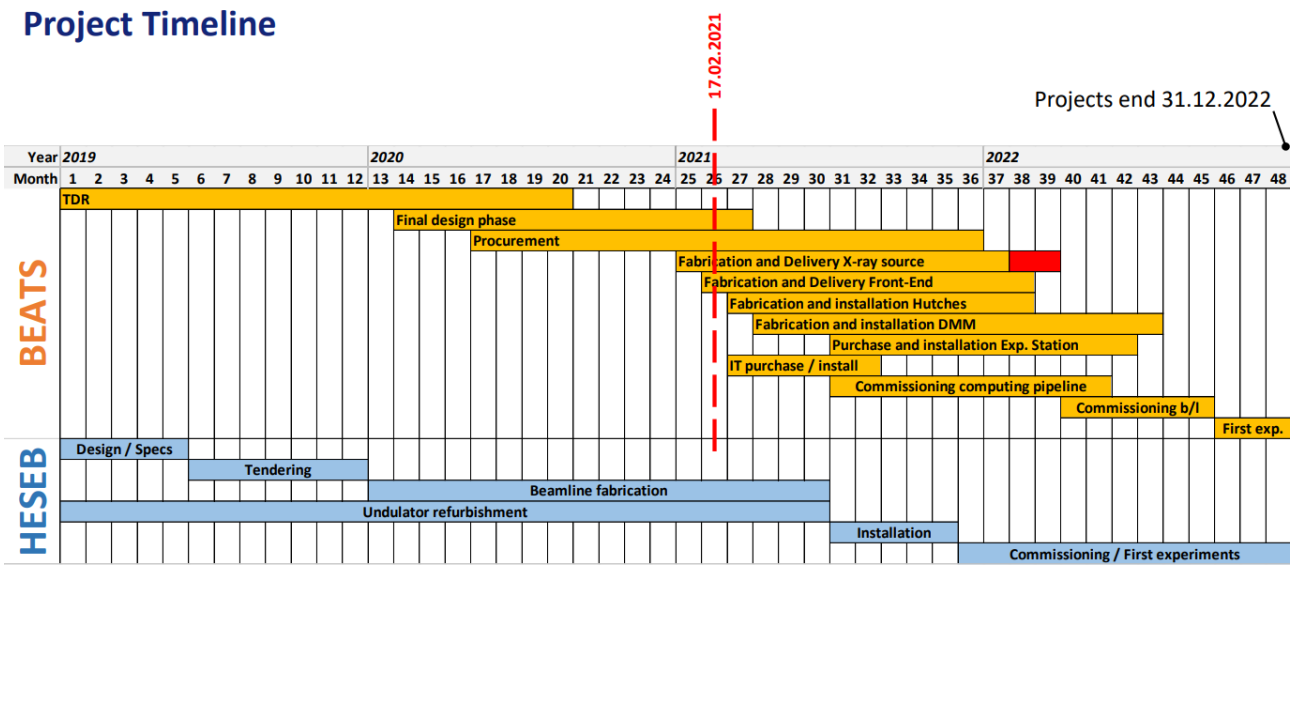 Project Timeline
17.02.2021
Projects end 31.12.2022
Year 2019 2020 2021 2022
Month 1 2 3 4 5 6 7 8 9 10 11 12 13 14 15 16 17 18 19 20 21 22 23 24 25 26 27 28 29 30 31 32 33 34 35 36 37 38 39 40 41 42 43 44 45 46 47 48
BEATS
TDR
Final design phase
Procurement
Fabrication and Delivery X-ray source
Fabrication and Delivery Front-End
Fabrication and installation Hutches
Fabrication and installation DMM
Purchase and installation Exp. Station
IT purchase / install
Commissioning computing pipeline
Commissioning b/l
First exp.
HESEB
Design / Specs
Tendering
Beamline fabrication
Undulator refurbishment
Installation
Commissioning / First experiments